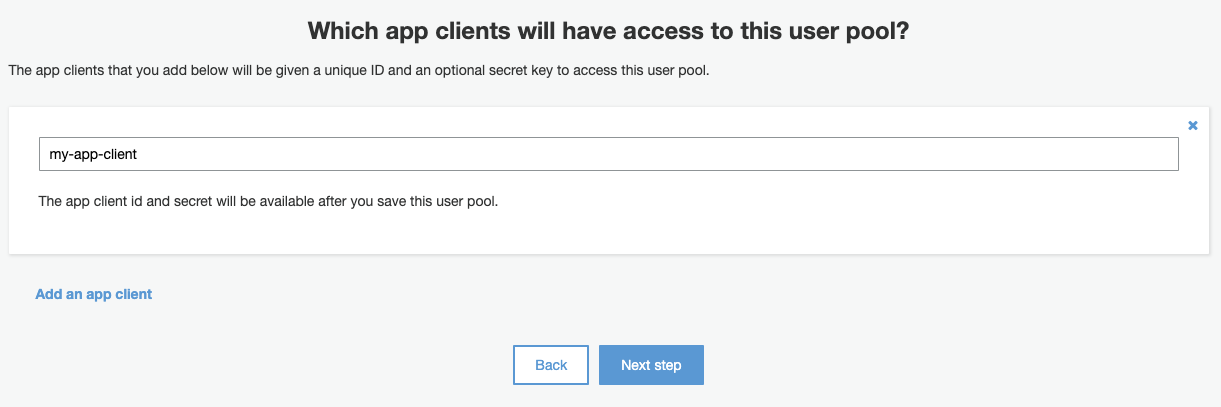 Which app clients will have access to this user pool?
The app clients that you add below will be given a unique ID and an optional secret key to access this user pool.
my-app-client
The app client id and secret will be available after you save this user pool.
Add an app client
Back
Next step